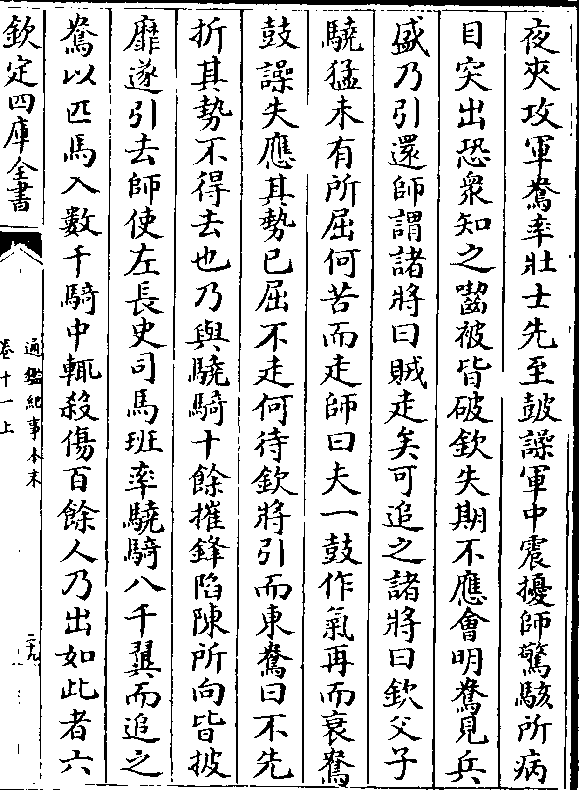 夜夾攻軍鴦率壯士先至鼓譟軍中震擾師驚駭所病
目突出恐衆知之嚙被皆破欽失期不應會明鴦見兵
盛乃引還師謂諸將曰賊走矣可追之諸將曰欽父子
驍猛未有所屈何苦而走師曰夫一鼓作氣再而衰鴦
鼓譟失應其勢已屈不走何待欽將引而東鴦曰不先
折其勢不得去也乃與驍騎十餘摧鋒陷陳所向皆披
靡遂引去師使左長史司馬班率驍騎八千翼而追之
鴦以匹馬入數千騎中輒殺傷百餘人乃出如此者六
欽定四庫全書
通鑑紀事本末
卷十一上
二九